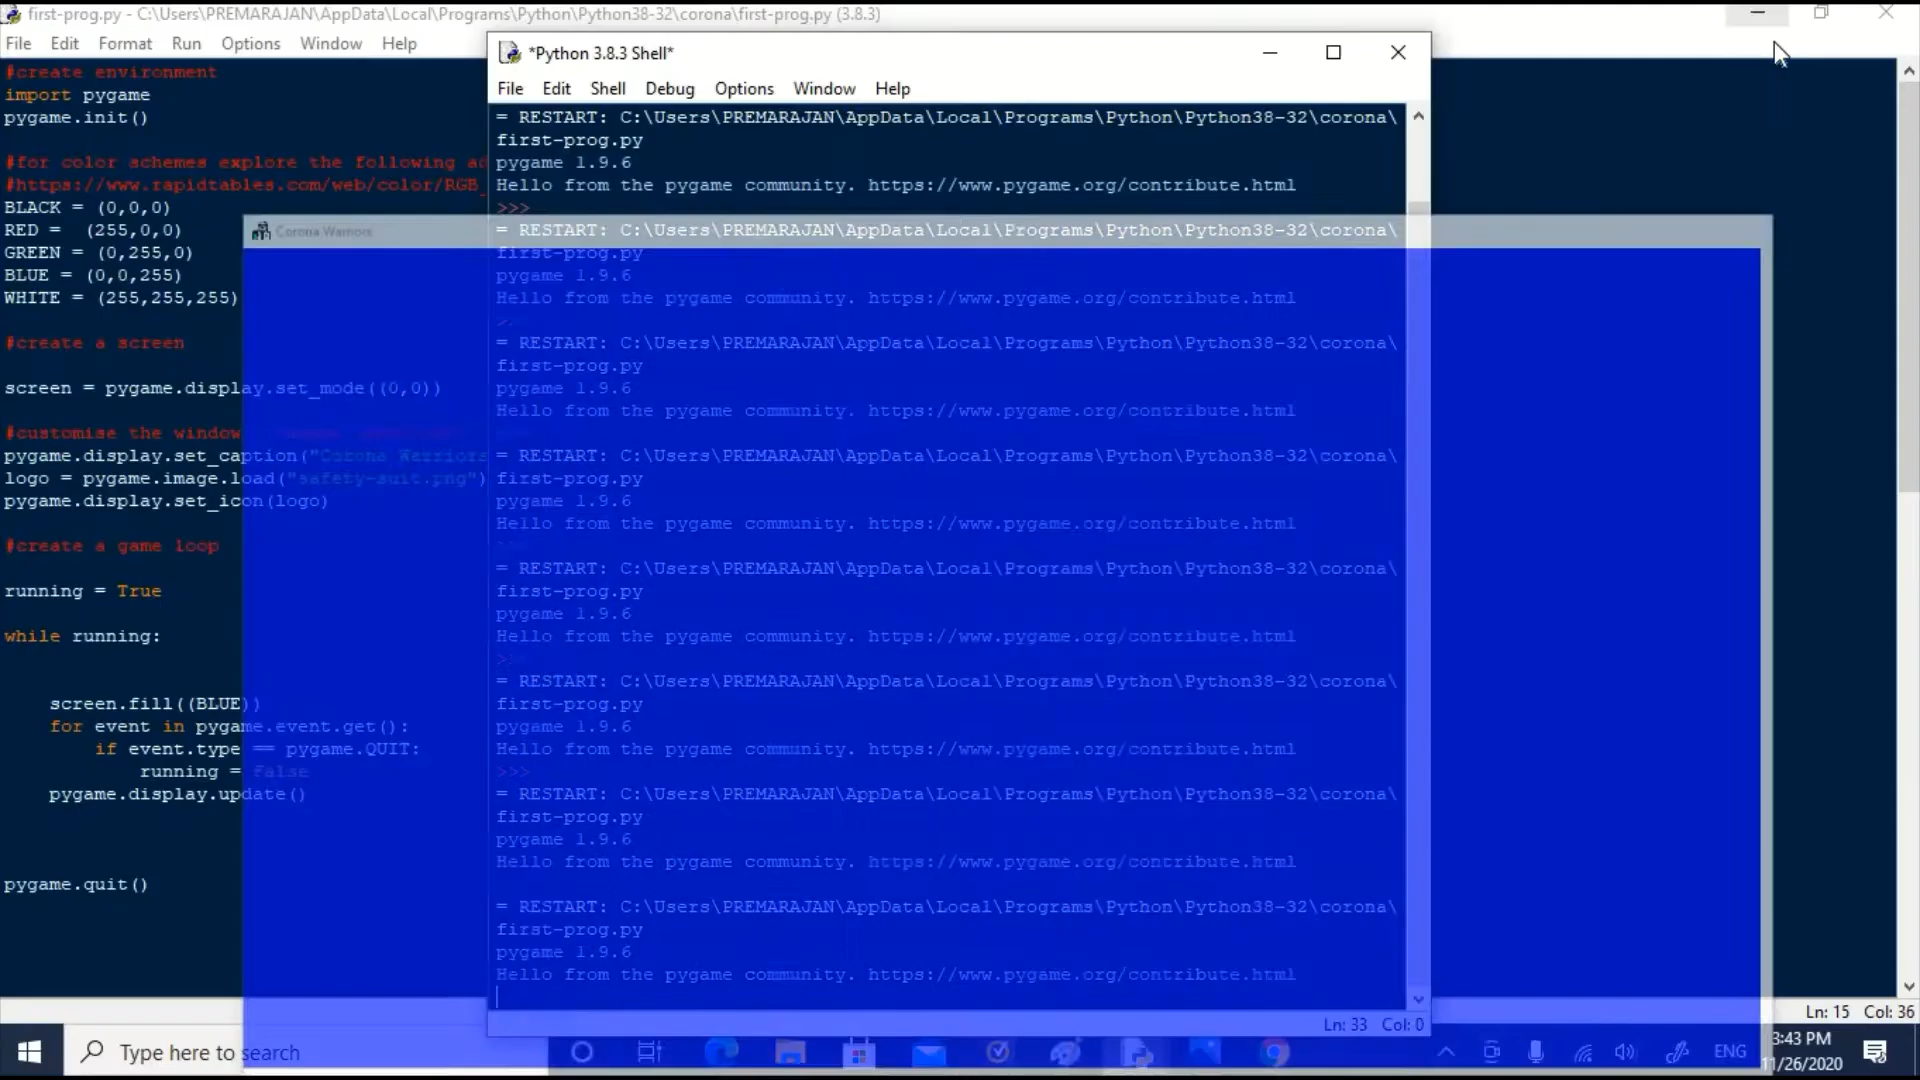 first-prog.py - C:\Users\PREMARAJAN\AppData\Local\Programs\Python\Python38-32\corona\first-prog.py (3.8.3)
File Edit Format Run Options Window Help
#create environment
import pygame
pygame.init()
#for color schemes explore the following
#https://www.rapidtables.com/web/color/RGB_
BLACK = (0,0,0)
RED = (255,0,0)
GREEN = (0,255,0)
BLUE = (0,0,255)
WHITE = (255,255,255)
#create a screen
screen = pygame.display.set_mode((0,0))
#customise the window
pygame.display.set_caption("Corona Warriors
logo = pygame.image.load("safety-suit.png")
pygame.display.set_icon(logo)
#create a game loop
running = True
while running:
screen.fill((BLUE))
for event in pygame.event.get():
if event.type == pygame.QUIT:
running = False
pygame.display.update()
pygame.quit()
Corona Warriors
*Python 3.8.3 Shell*
File Edit Shell Debug Options Window Help
= RESTART: C:\Users\PREMARAJAN\AppData\Local\Programs\Python\Python38-32\corona\
first-prog.py
pygame 1.9.6
Hello from the pygame community. https://www.pygame.org/contribute.html
>>>
= RESTART: C:\Users\PREMARAJAN\AppData\Local\Programs\Python\Python38-32\corona\
first-prog.py
pygame 1.9.6
Hello from the pygame community. https://www.pygame.org/contribute.html
= RESTART: C:\Users\PREMARAJAN\AppData\Local\Programs\Python\Python38-32\corona\
first-prog.py
pygame 1.9.6
Hello from the pygame community. https://www.pygame.org/contribute.html
= RESTART: C:\Users\PREMARAJAN\AppData\Local\Programs\Python\Python38-32\corona\
first-prog.py
pygame 1.9.6
Hello from the pygame community. https://www.pygame.org/contribute.html
= RESTART: C:\Users\PREMARAJAN\AppData\Local\Programs\Python\Python38-32\corona\
first-prog.py
pygame 1.9.6
Hello from the pygame community. https://www.pygame.org/contribute.html
= RESTART: C:\Users\PREMARAJAN\AppData\Local\Programs\Python\Python38-32\corona\
first-prog.py
pygame 1.9.6
Hello from the pygame community. https://www.pygame.org/contribute.html
>>>
= RESTART: C:\Users\PREMARAJAN\AppData\Local\Programs\Python\Python38-32\corona\
first-prog.py
pygame 1.9.6
Hello from the pygame community. https://www.pygame.org/contribute.html
= RESTART: C:\Users\PREMARAJAN\AppData\Local\Programs\Python\Python38-32\corona\
first-prog.py
pygame 1.9.6
Hello from the pygame community. https://www.pygame.org/contribute.html
Ln: 33 Col: 0
Ln: 15 Col: 36
Type here to search
ENG
3:43 PM
11/26/2020